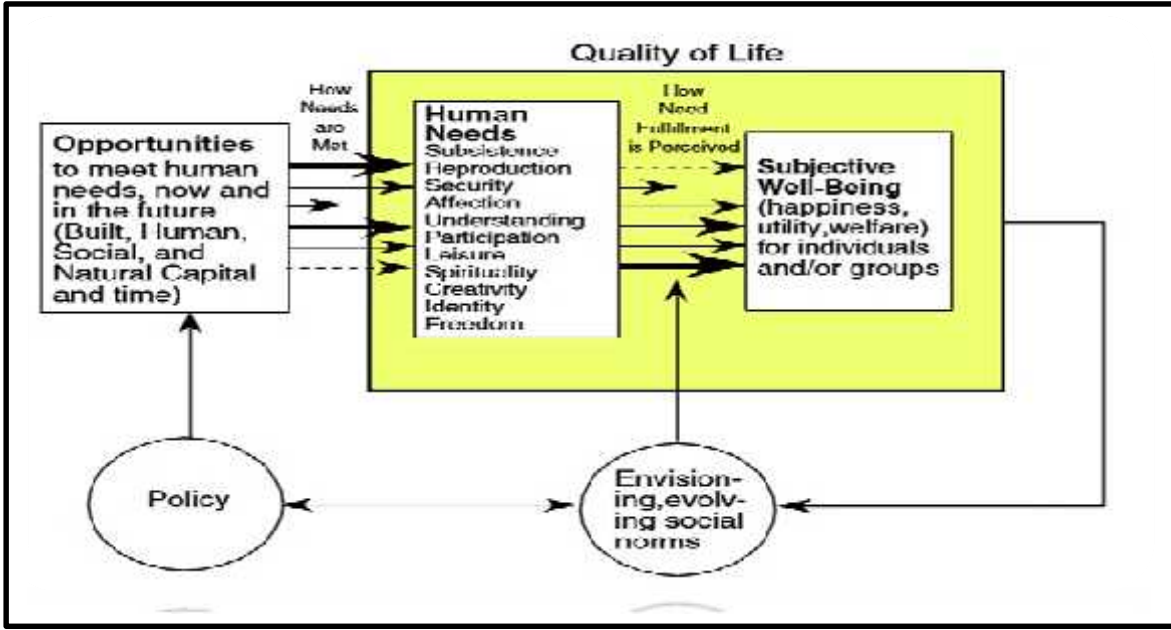 Quality of Life
How
Needs
are
Met
Opportunities
to meet human
needs, now and
in the future
(Built, Human,
Social, and
Natural Capital
and time)
Human
Needs
Subsistence
Reproduction
Security
Affection
Understanding
Participation
Leisure
Spirituality
Creativity
Identity
Freedom
How
Need
Fulfillment
is Perceived
Subjective
Well-Being
(happiness,
utility,welfare)
for individuals
and/or groups
Policy
Envision-
ing,evolv-
ing social
norms